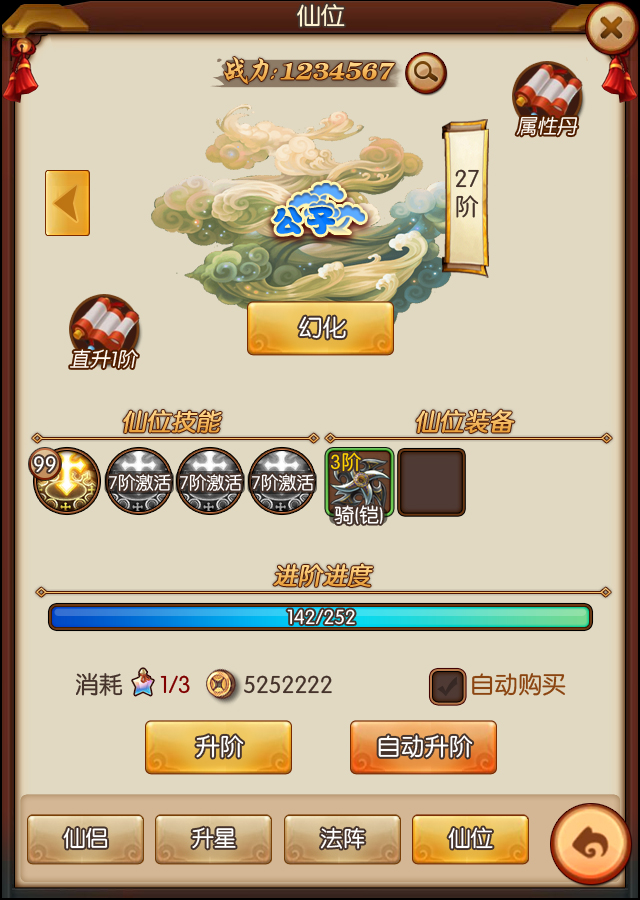 仙位
战力:1234567
属性丹
27
阶
公子
幻化
直升1阶
仙位技能
仙位装备
99
7阶激活
7阶激活
7阶激活
3阶
骑(铠)
进阶进度
142/252
消耗 1/3 5252222 自动购买
升阶 自动升阶
仙侣 升星 法阵 仙位